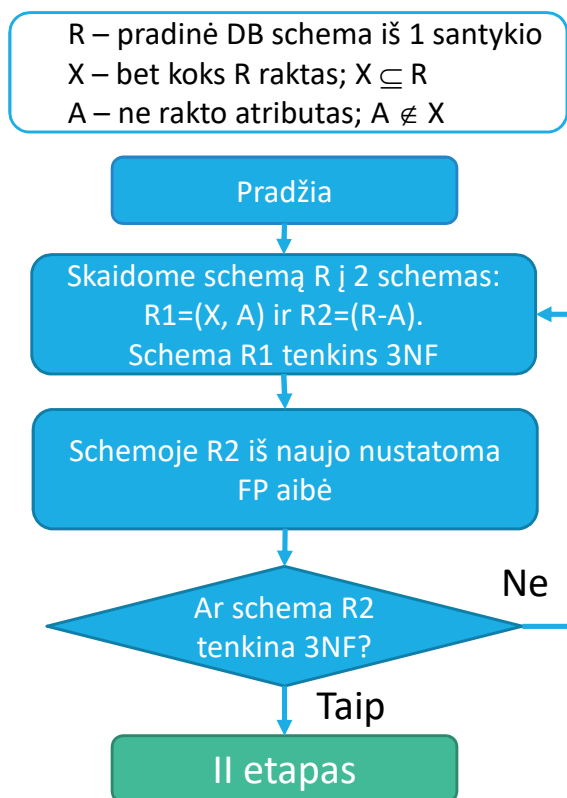 R – pradinė DB schema iš 1 santykio
X – bet koks R raktas; X ⊆ R
A – ne rakto atributas; A ∉ X
Pradžia
Skaidome schemą R į 2 schemas:
R1=(X, A) ir R2=(R-A).
Schema R1 tenkins 3NF
Schemoje R2 iš naujo nustatoma
FP aibė
Ar schema R2
tenkina 3NF?
Ne
Taip
II etapas